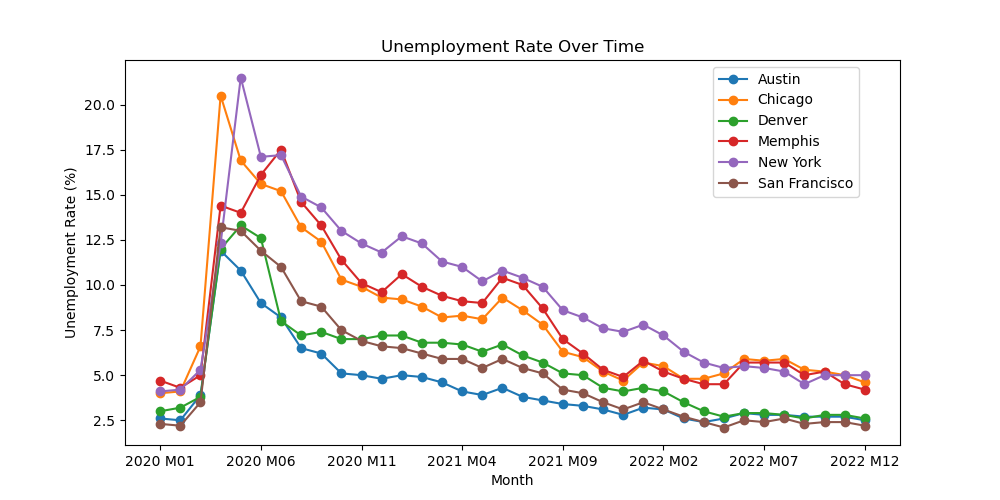 Unemployment Rate Over Time
Unemployment Rate (%)
20.0
17.5
15.0
12.5
10.0
7.5
5.0
2.5
Austin
Chicago
Denver
Memphis
New York
San Francisco
2020 M01 2020 M06 2020 M11 2021 M04 2021 M09 2022 M02 2022 M07 2022 M12
Month